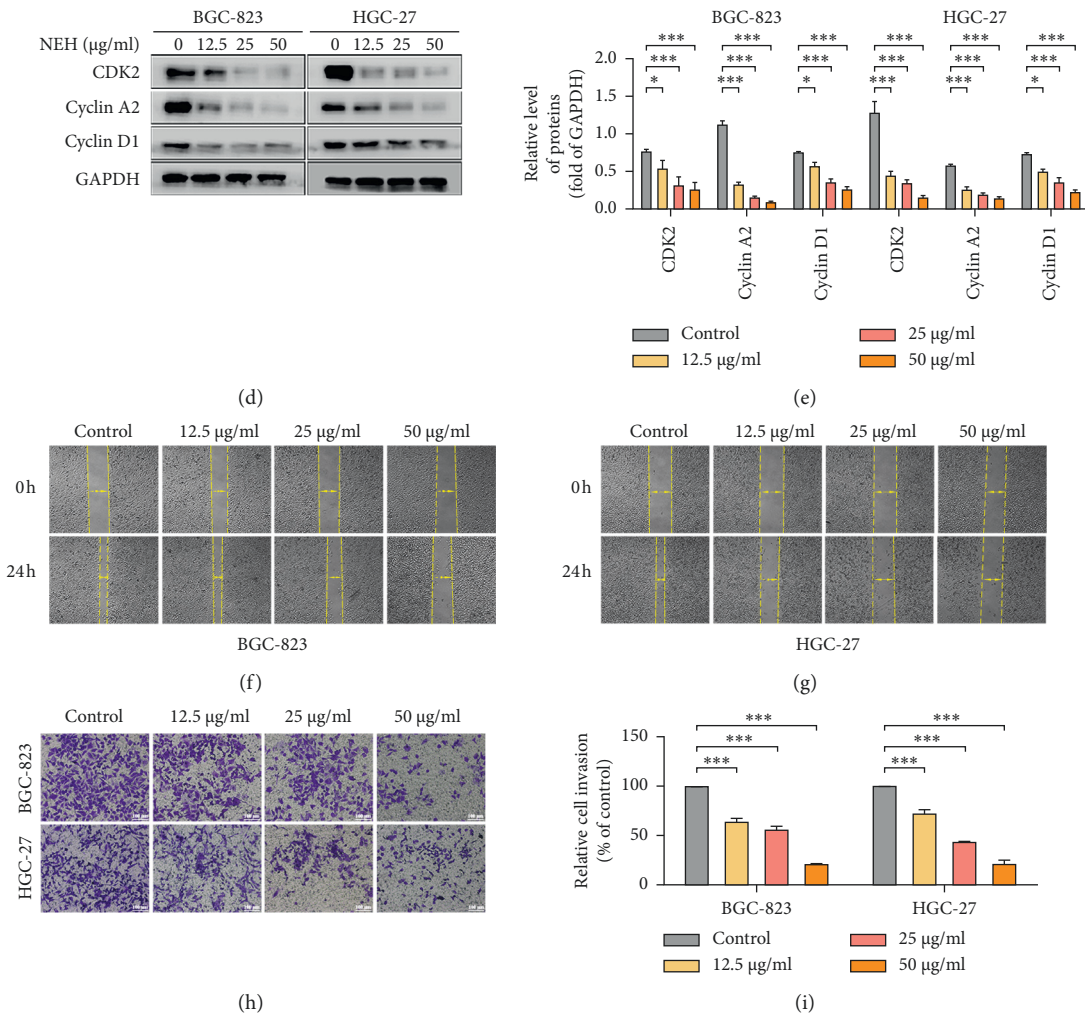 BGC-823 HGC-27
NEH (µg/ml) 0 12.5 25 50 0 12.5 25 50
CDK2
Cyclin A2
Cyclin D1
GAPDH
(d)
BGC-823 HGC-27
*** *** *** *** *** ***
*** *** *** *** *** ***
* *** * *** *** *
Relative level
of proteins
(fold of GAPDH)
2.0
1.5
1.0
0.5
0.0
CDK2 Cyclin A2 Cyclin D1 CDK2 Cyclin A2 Cyclin D1
Control 25 µg/ml
12.5 µg/ml 50 µg/ml
(e)
Control 12.5 µg/ml 25 µg/ml 50 µg/ml
0 h
24 h
BGC-823
(f)
Control 12.5 µg/ml 25 µg/ml 50 µg/ml
0 h
24 h
HGC-27
(g)
Control 12.5 µg/ml 25 µg/ml 50 µg/ml
BGC-823
HGC-27
(h)
Relative cell invasion
(% of control)
150
100
50
0
*** ***
*** ***
*** ***
BGC-823 HGC-27
Control 25 µg/ml
12.5 µg/ml 50 µg/ml
(i)